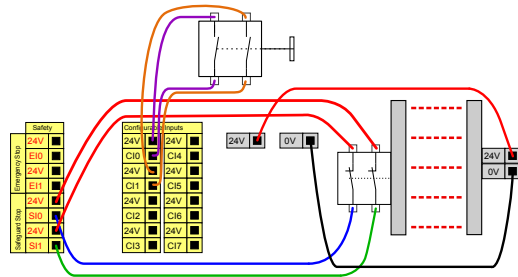 Safety
Emergency Stop
24V
EI0
24V
EI1
Safeguard Stop
24V
SI0
24V
SI1
Configurable Inputs
24V 24V
CI0 CI4
24V 24V
CI1 CI5
24V 24V
CI2 CI6
24V 24V
CI3 CI7
24V
0V
24V
0V